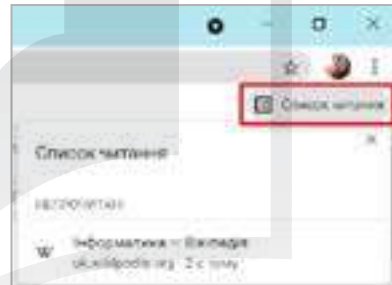 Список читання
Список читання
НЕПРОЧИТАНІ
W Інформатика – Вікіпедія
uk.wikipedia.org 2 с тому